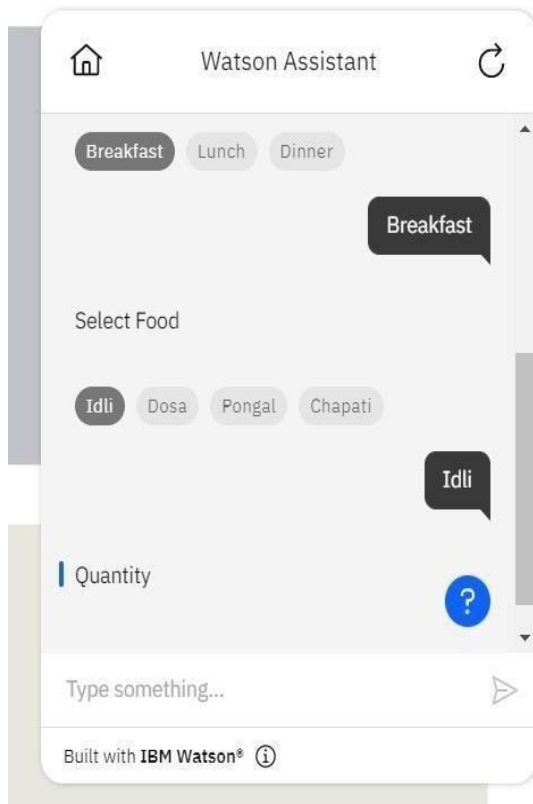 Watson Assistant
Breakfast Lunch Dinner
Breakfast
Select Food
Idli Dosa Pongal Chapati
Idli
Quantity
?
Type something...
Built with IBM Watson®